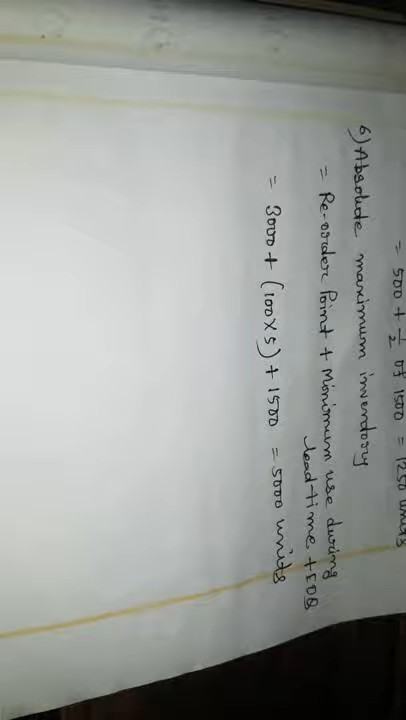 = 500 + 1/2 of 1500 = 1250 units
6) Absolute maximum inventory
= Re-order Point + Minimum use during
lead-time + EOQ
= 3000 + (100 × 5) + 1500 = 5000 units